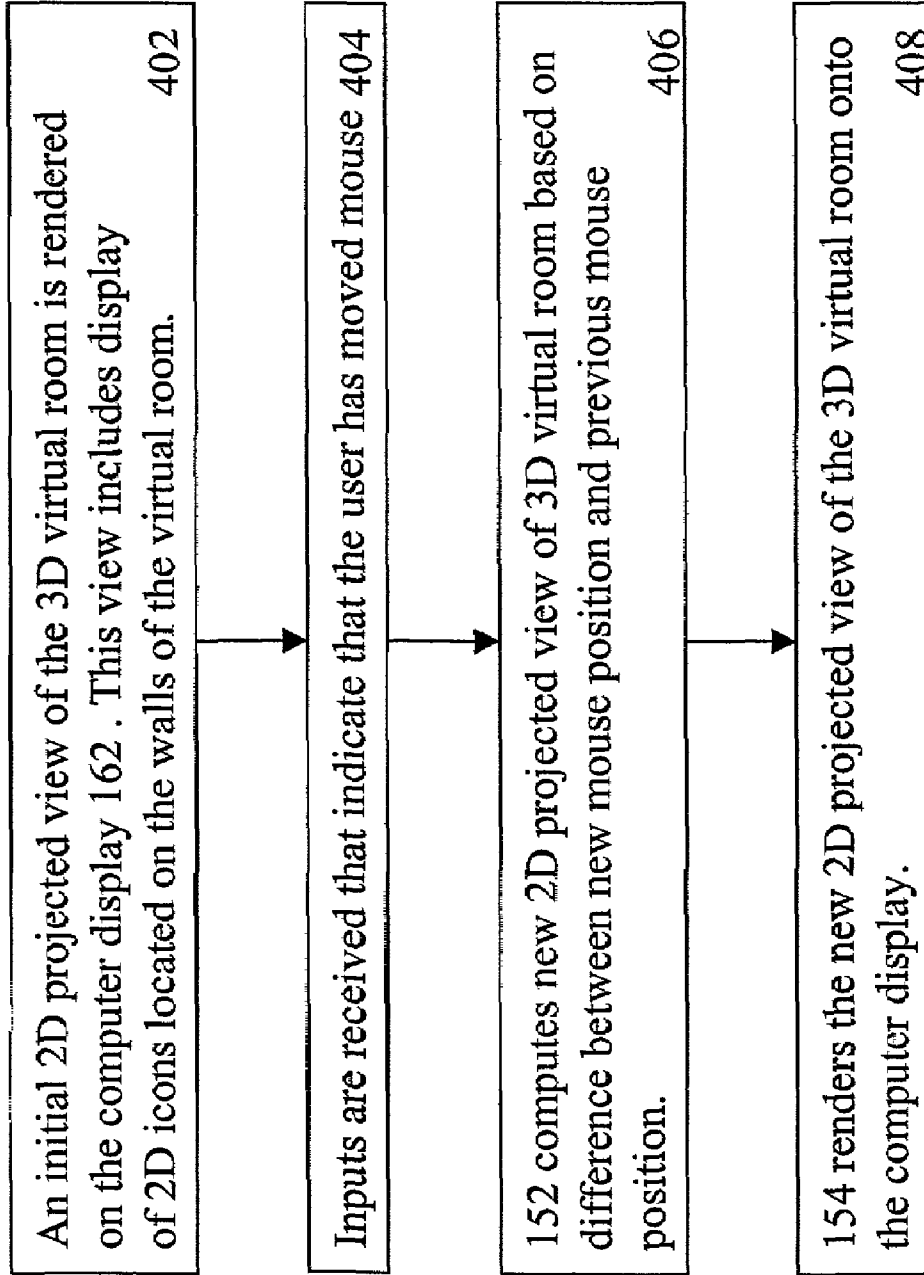 An initial 2D projected view of the 3D virtual room is rendered
on the computer display 162 . This view includes display
of 2D icons located on the walls of the virtual room.
402
Inputs are received that indicate that the user has moved mouse 404
152 computes new 2D projected view of 3D virtual room based on
difference between new mouse position and previous mouse
position.
406
154 renders the new 2D projected view of the 3D virtual room onto
the computer display.
408